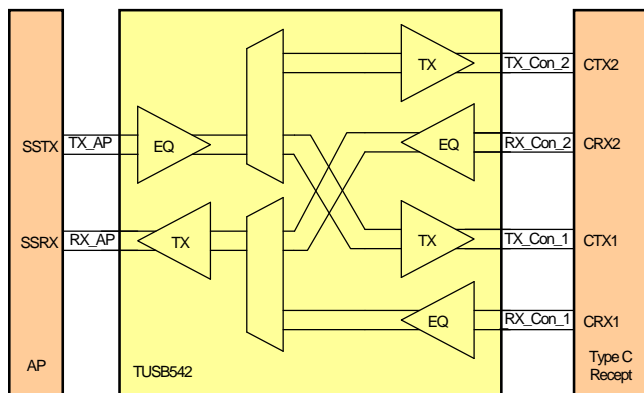 TX
TX_Con_2
CTX2
SSTX
TX_AP
EQ
EQ
RX_Con_2
CRX2
SSRX
RX_AP
TX
TX
TX_Con_1
CTX1
EQ
RX_Con_1
CRX1
AP
TUSB542
Type C
Recept